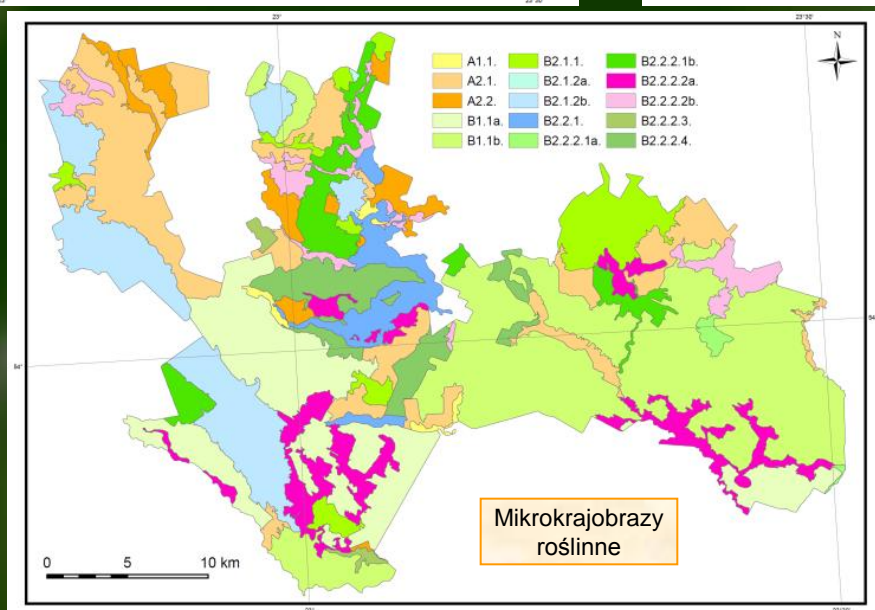 23°
23°30'
N
A1.1. B2.1.1. B2.2.2.1b.
A2.1. B2.1.2a. B2.2.2.2a.
A2.2. B2.1.2b. B2.2.2.2b.
B1.1a. B2.2.1. B2.2.2.3.
B1.1b. B2.2.2.1a. B2.2.2.4.
54°
Mikrokrajobrazy
roślinne
0 5 10 km